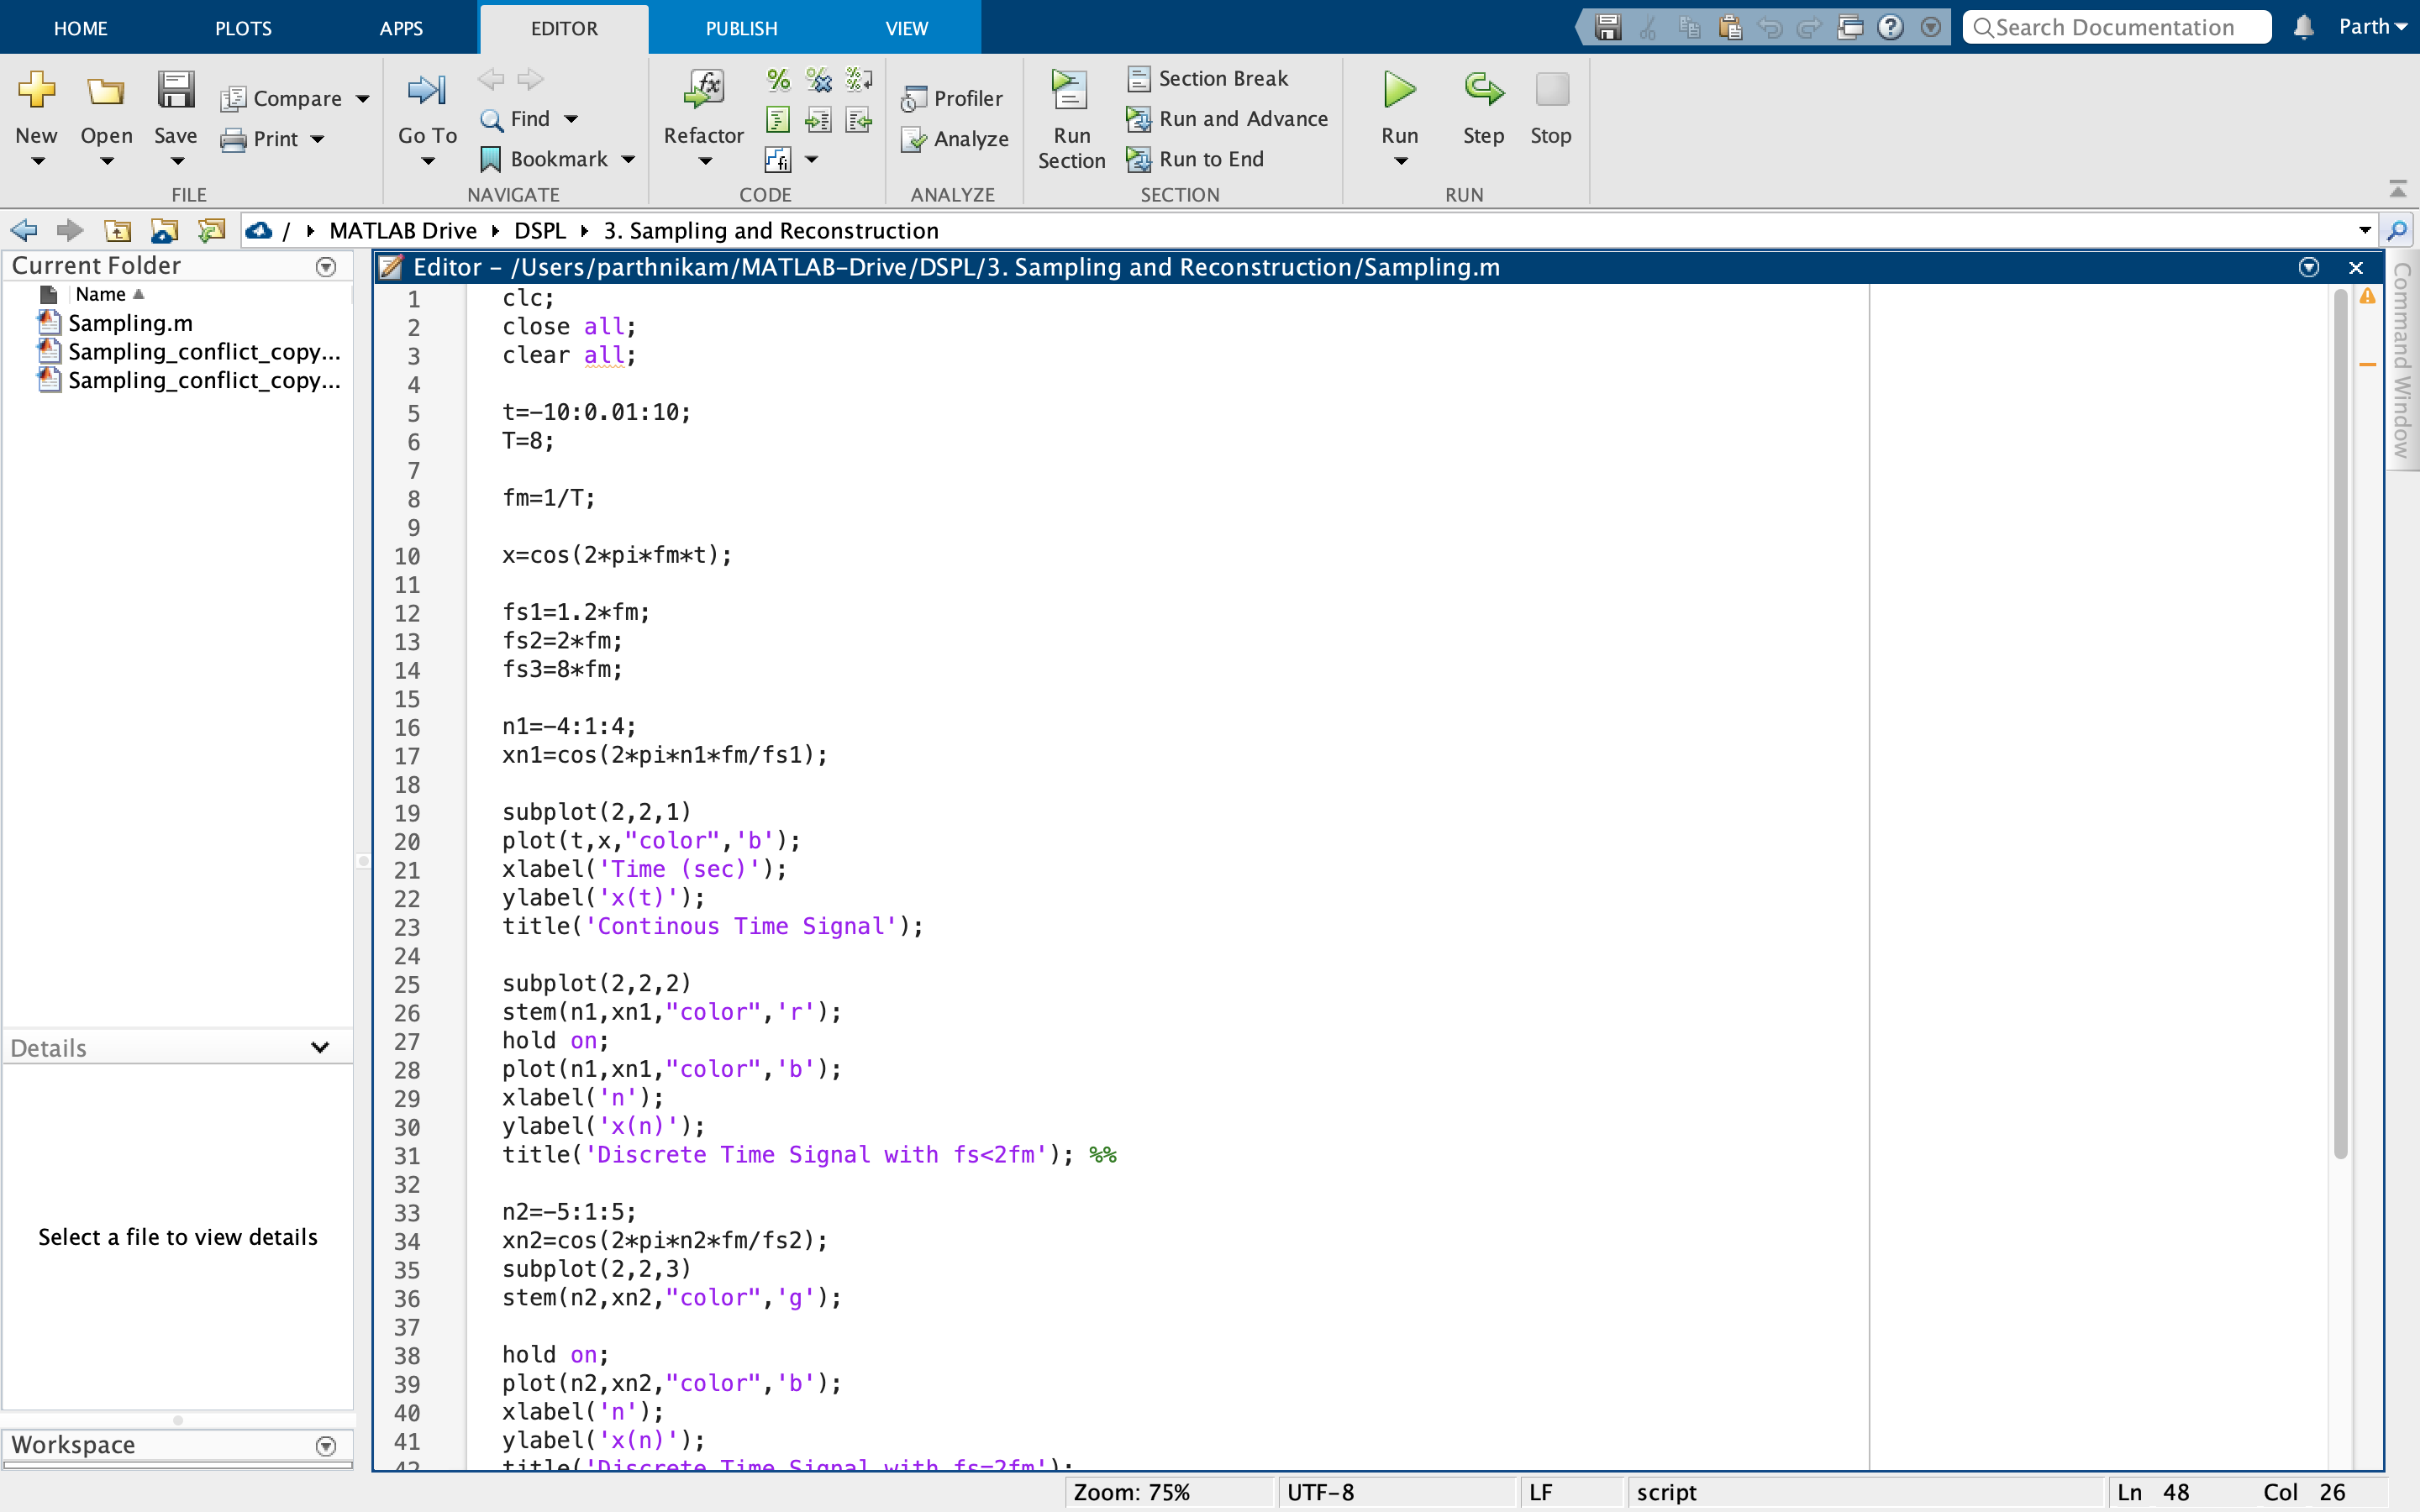 HOME PLOTS APPS EDITOR PUBLISH VIEW Search Documentation Parth
New Open Save Compare Print FILE
Go To Find Bookmark NAVIGATE
Refactor CODE
Profiler Analyze ANALYZE
Run Section Section Break Run and Advance Run to End SECTION
Run Step Stop RUN
/ MATLAB Drive DSPL 3. Sampling and Reconstruction
Current Folder
Name
Sampling.m
Sampling_conflict_copy...
Sampling_conflict_copy...
Details
Select a file to view details
Workspace
Editor – /Users/parthnikam/MATLAB-Drive/DSPL/3. Sampling and Reconstruction/Sampling.m
1 clc;
2 close all;
3 clear all;
4
5 t=-10:0.01:10;
6 T=8;
7
8 fm=1/T;
9
10 x=cos(2*pi*fm*t);
11
12 fs1=1.2*fm;
13 fs2=2*fm;
14 fs3=8*fm;
15
16 n1=-4:1:4;
17 xn1=cos(2*pi*n1*fm/fs1);
18
19 subplot(2,2,1)
20 plot(t,x,"color",'b');
21 xlabel('Time (sec)');
22 ylabel('x(t)');
23 title('Continous Time Signal');
24
25 subplot(2,2,2)
26 stem(n1,xn1,"color",'r');
27 hold on;
28 plot(n1,xn1,"color",'b');
29 xlabel('n');
30 ylabel('x(n)');
31 title('Discrete Time Signal with fs<2fm'); %%
32
33 n2=-5:1:5;
34 xn2=cos(2*pi*n2*fm/fs2);
35 subplot(2,2,3)
36 stem(n2,xn2,"color",'g');
37
38 hold on;
39 plot(n2,xn2,"color",'b');
40 xlabel('n');
41 ylabel('x(n)');
42 title('Discrete Time Signal with fs=2fm');
Command Window
Zoom: 75% UTF-8 LF script Ln 48 Col 26